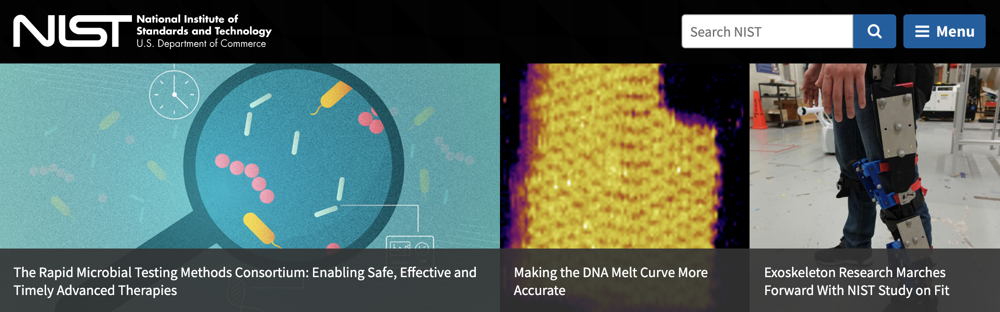 NIST
National Institute of
Standards and Technology
U.S. Department of Commerce
Search NIST
Menu
The Rapid Microbial Testing Methods Consortium: Enabling Safe, Effective and
Timely Advanced Therapies
Making the DNA Melt Curve More
Accurate
Exoskeleton Research Marches
Forward With NIST Study on Fit